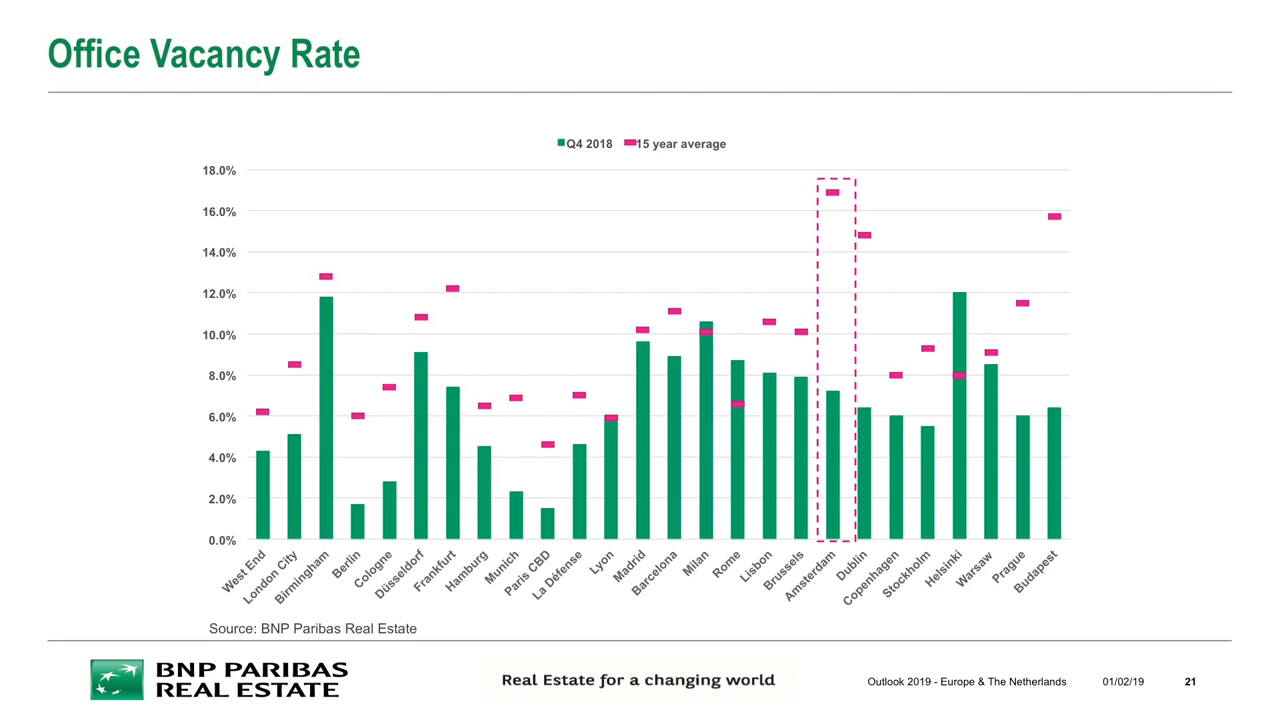 Office Vacancy Rate
Q4 2018 15 year average
18.0%
16.0%
14.0%
12.0%
10.0%
8.0%
6.0%
4.0%
2.0%
0.0%
West End
London City
Birmingham
Berlin
Cologne
Düsseldorf
Frankfurt
Hamburg
Munich
Paris CBD
La Défense
Lyon
Madrid
Barcelona
Milan
Rome
Lisbon
Brussels
Amsterdam
Dublin
Copenhagen
Stockholm
Helsinki
Warsaw
Prague
Budapest
Source: BNP Paribas Real Estate
BNP PARIBAS
REAL ESTATE
Real Estate for a changing world
Outlook 2019 - Europe & The Netherlands 01/02/19 21